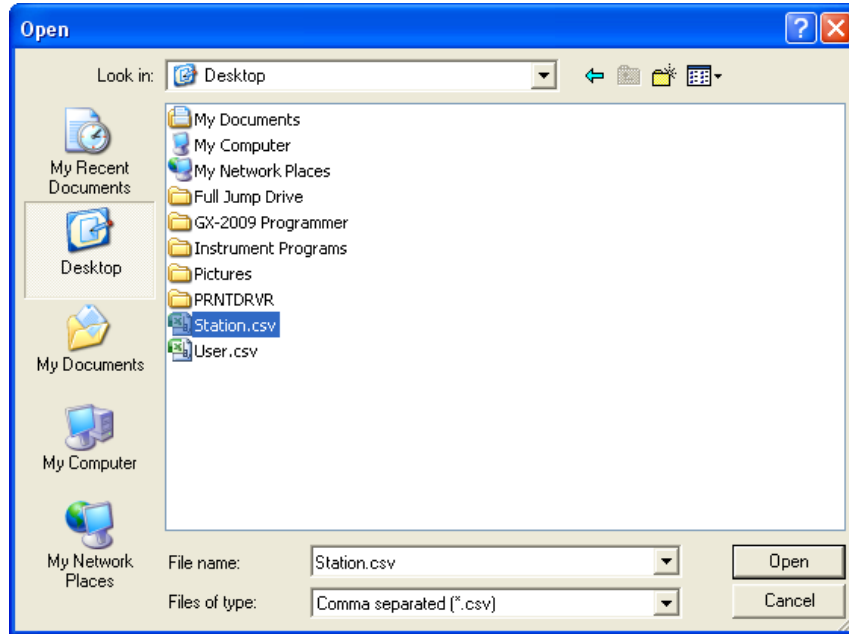 Open
Look in: Desktop
My Recent
Documents
Desktop
My Documents
My Computer
My Network
Places
My Documents
My Computer
My Network Places
Full Jump Drive
GX-2009 Programmer
Instrument Programs
Pictures
PRNTDRVR
Station.csv
User.csv
File name: Station.csv Open
Files of type: Comma separated (*.csv) Cancel